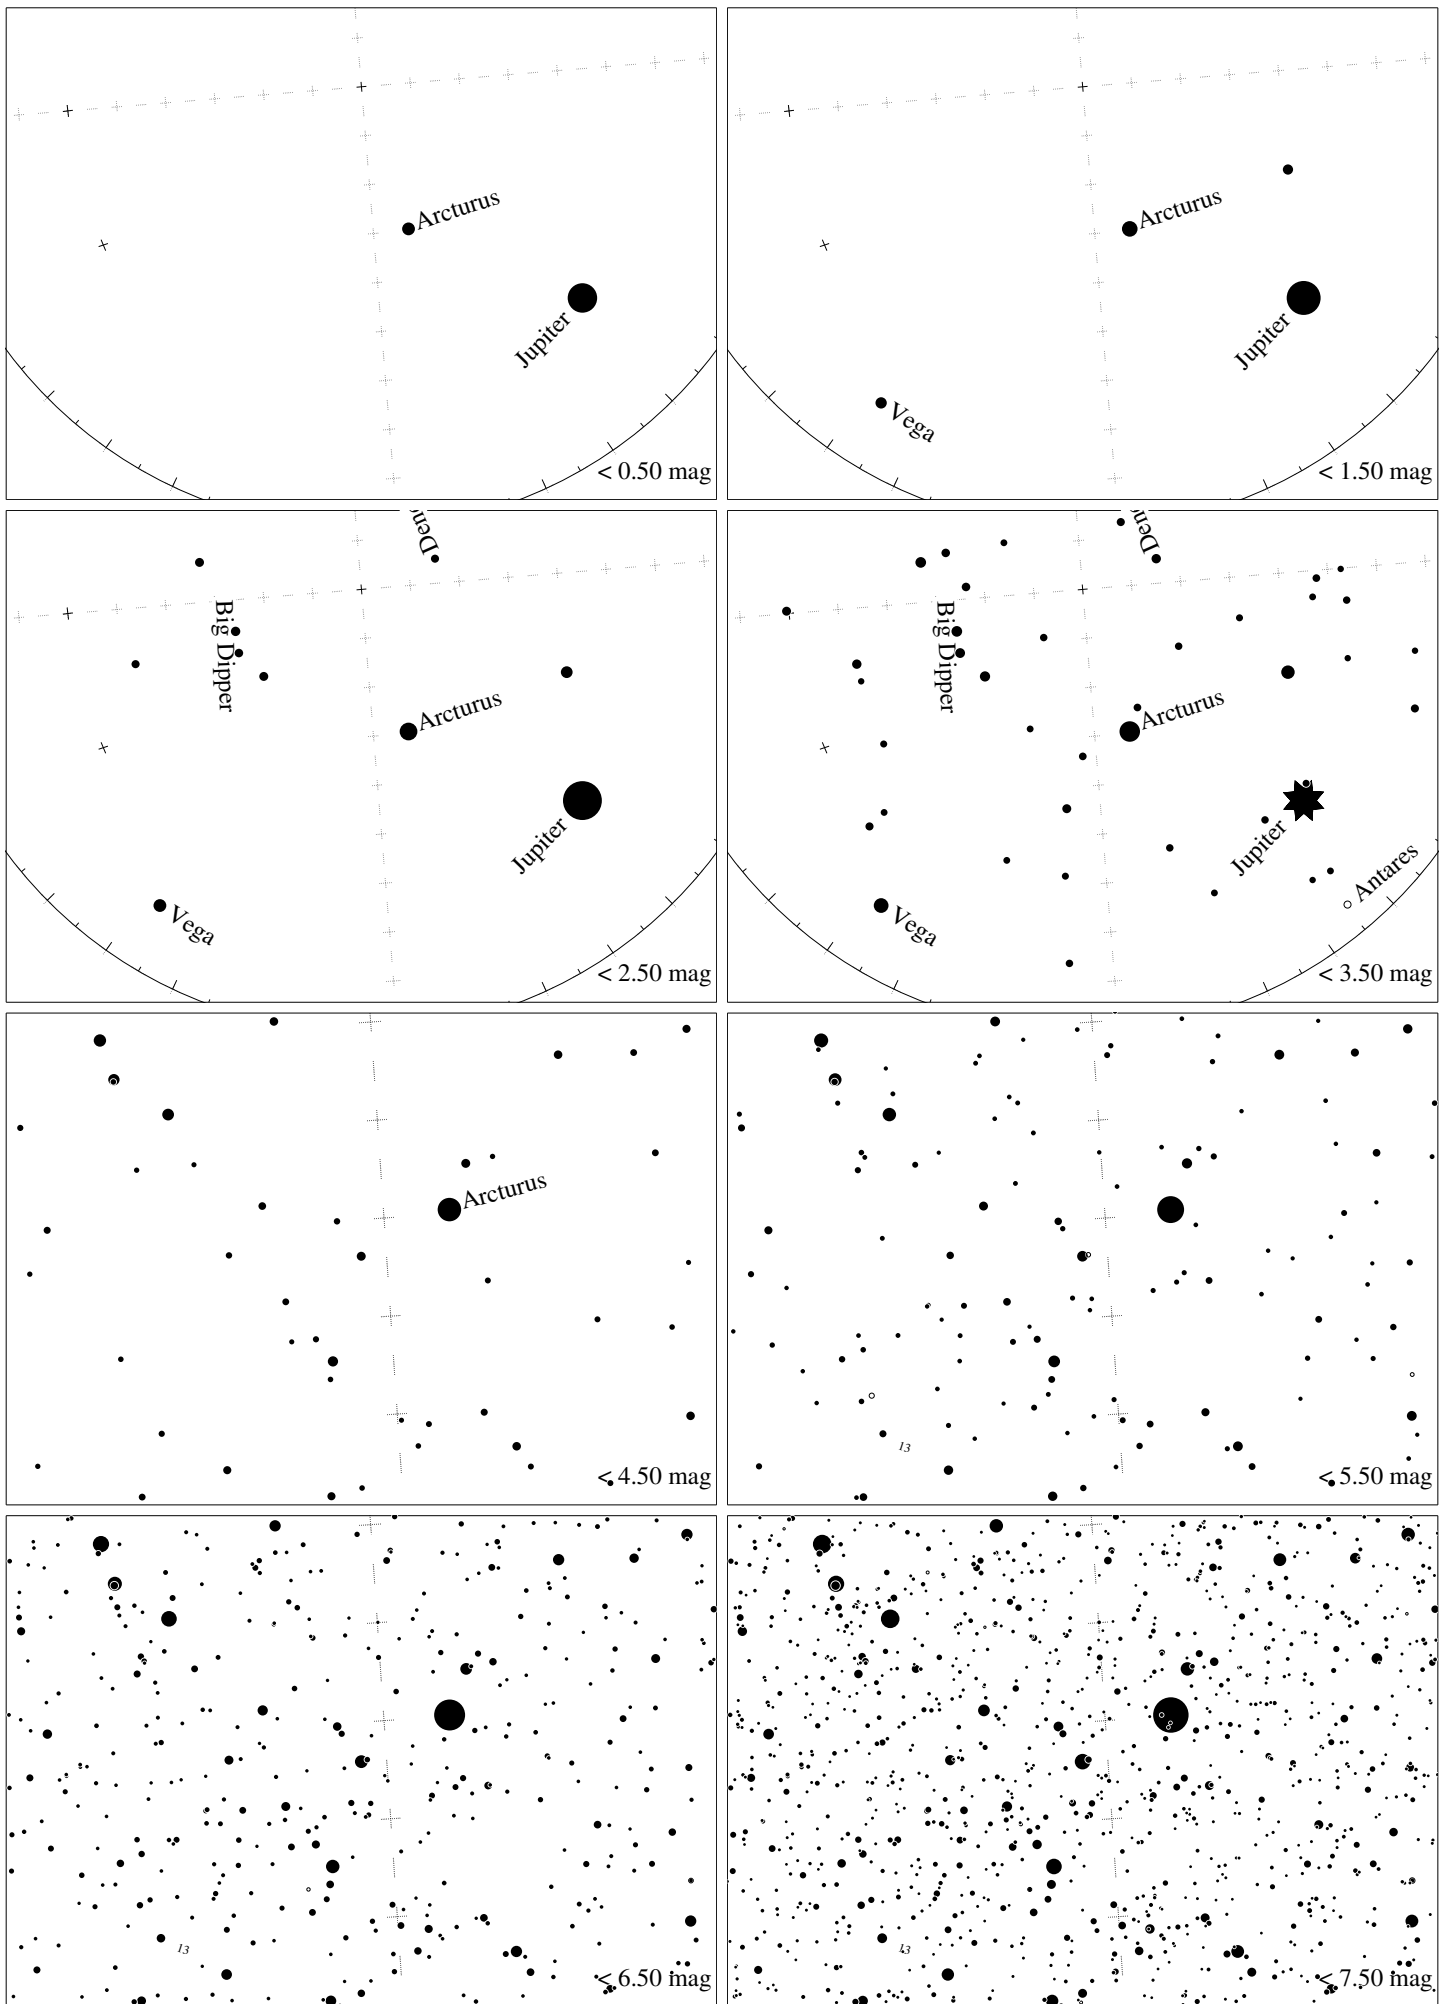 Arcturus
Jupiter
< 0.50 mag
Arcturus
Jupiter
Vega
< 1.50 mag
Den
Big Dipper
Arcturus
Jupiter
Vega
< 2.50 mag
Den
Big Dipper
Arcturus
Jupiter
Antares
Vega
< 3.50 mag
Arcturus
< 4.50 mag
13
< 5.50 mag
13
< 6.50 mag
13
< 7.50 mag